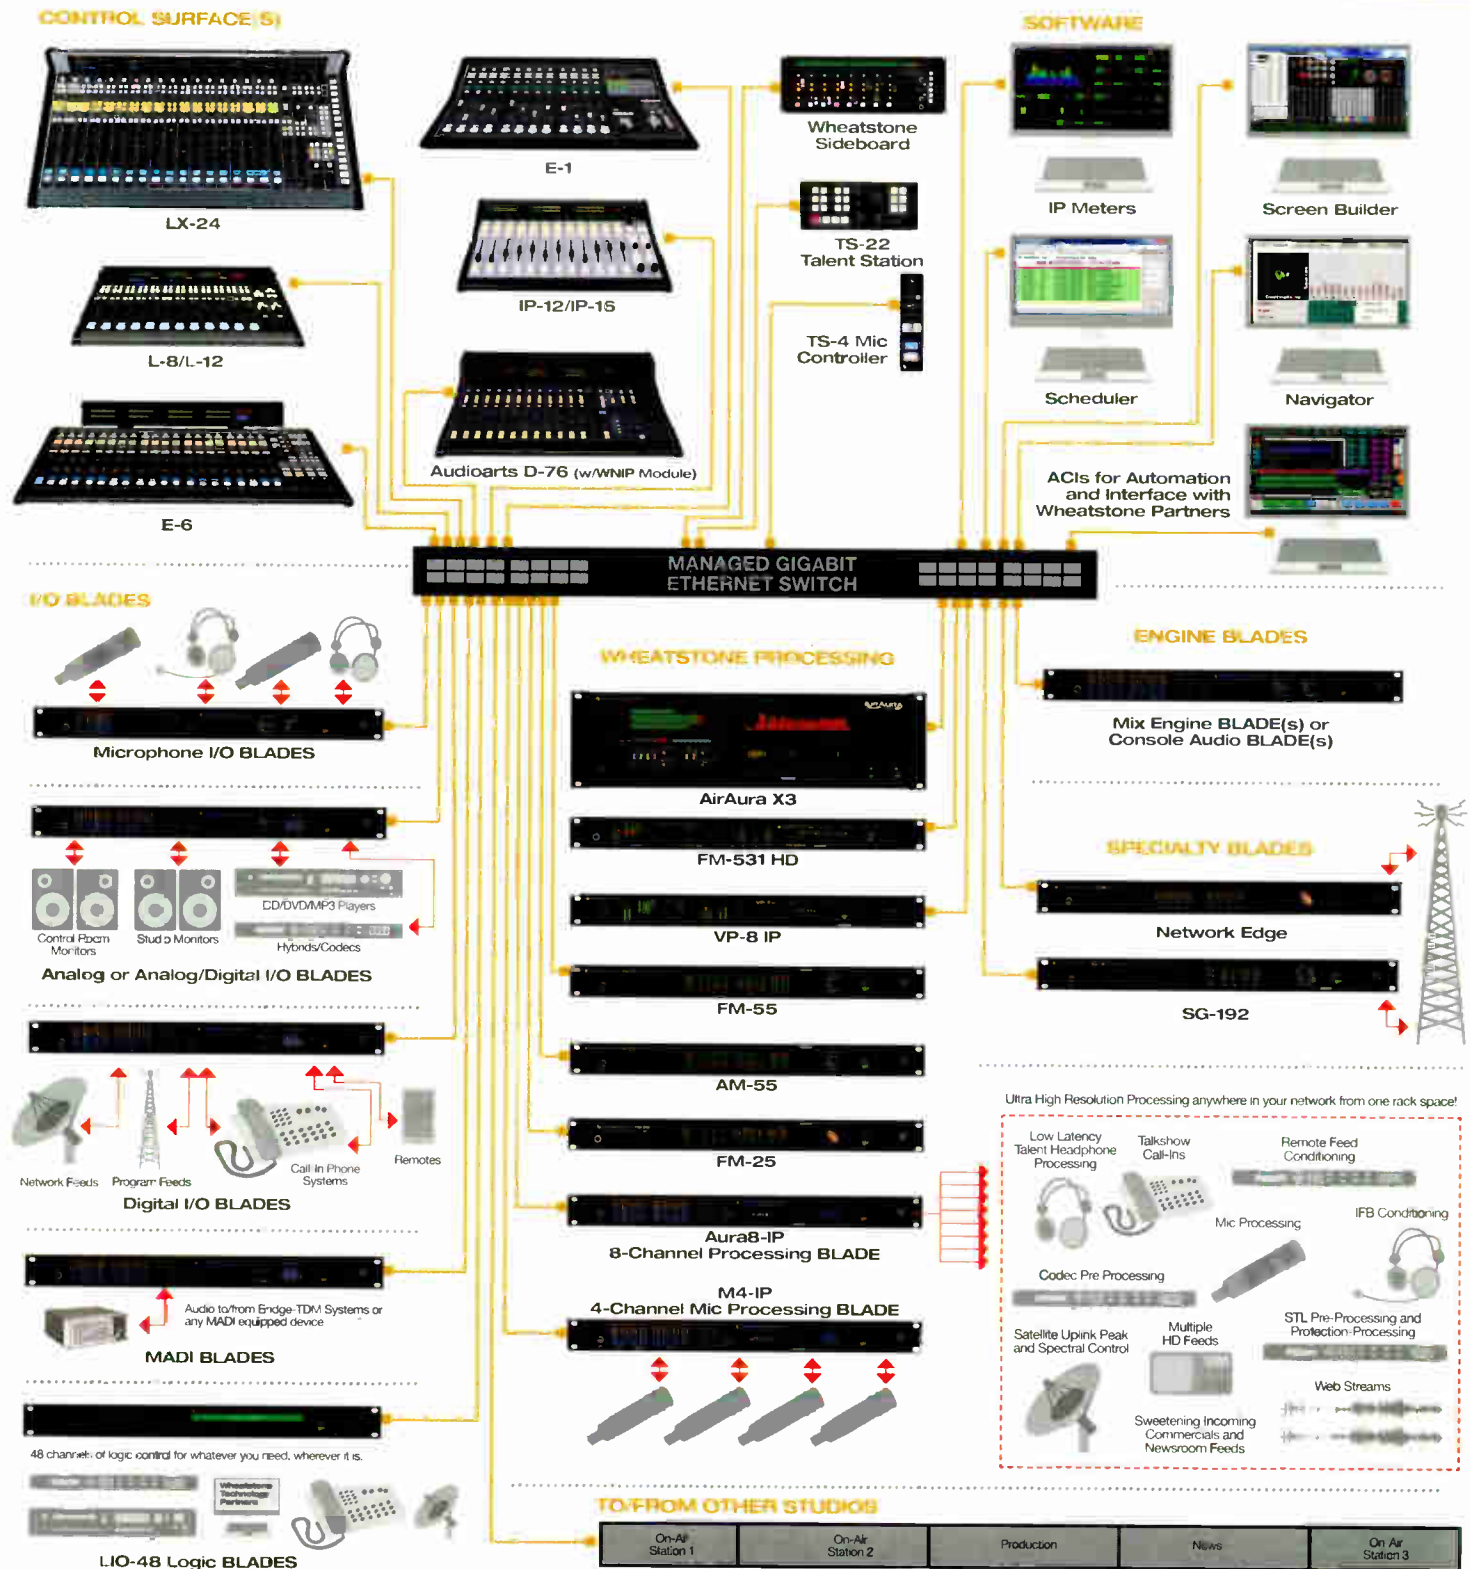 CONTROL SURFACE(S)
LX-24
L-8/L-12
E-6
E-1
IP-12/IP-16
Audioarts D-76 (w/WNIP Module)
Wheatstone
Sideboard
TS-22
Talent Station
TS-4 Mic
Controller
SOFTWARE
IP Meters
Screen Builder
Scheduler
Navigator
ACIs for Automation
and Interface with
Wheatstone Partners
MANAGED GIGABIT
ETHERNET SWITCH
I/O BLADES
Microphone I/O BLADES
Control Room
Monitors
Studio Monitors
CD/DVD/MP3 Players
Hybrids/Codecs
Analog or Analog/Digital I/O BLADES
Network Feeds
Program Feeds
Call-In Phone
Systems
Remotes
Digital I/O BLADES
Audio to/from Bridge-TDM Systems or
any MADI equipped device
MADI BLADES
48 channels of logic control for whatever you need, wherever it is.
Wheatstone
Technology
Partners
LIO-48 Logic BLADES
WHEATSTONE PROCESSING
AIRAURA
AirAura X3
FM-531 HD
VP-8 IP
FM-55
AM-55
FM-25
Aura8-IP
8-Channel Processing BLADE
M4-IP
4-Channel Mic Processing BLADE
ENGINE BLADES
Mix Engine BLADE(s) or
Console Audio BLADE(s)
SPECIALTY BLADES
Network Edge
SG-192
Ultra High Resolution Processing anywhere in your network from one rack space!
Low Latency
Talent Headphone
Processing
Talkshow
Call-Ins
Remote Feed
Conditioning
Mic Processing
IFB Conditioning
Codec Pre Processing
Satellite Uplink Peak
and Spectral Control
Multiple
HD Feeds
STL Pre-Processing and
Protection-Processing
Sweetening Incoming
Commercials and
Newsroom Feeds
Web Streams
TO/FROM OTHER STUDIOS
On-Air
Station 1
On-Air
Station 2
Production
News
On Air
Station 3